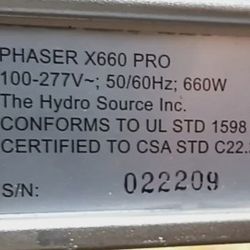 PHASER X660 PRO
100-277V~; 50/60Hz; 660W
The Hydro Source Inc.
CONFORMS TO UL STD 1598
CERTIFIED TO CSA STD C22.
S/N: 022209